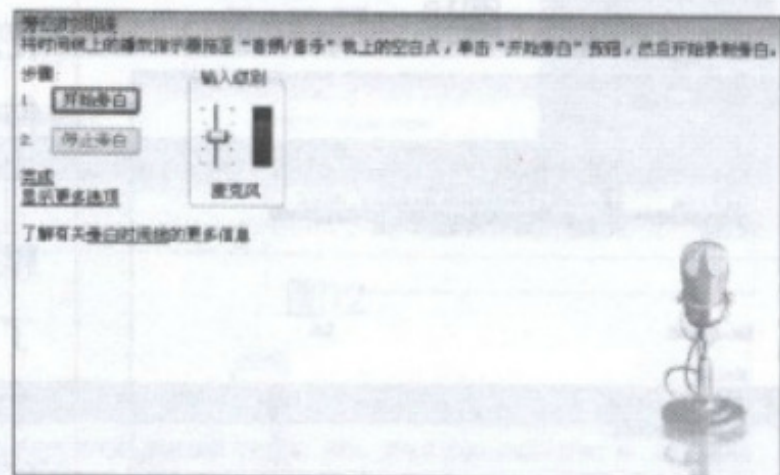 旁白时间线
将时间线上的播放指示器拖至“音频/音乐”轨上的空白点，单击“开始旁白”按钮，然后开始录制旁白。
步骤:
输入级别
1. 开始旁白
2. 停止旁白
麦克风
完成
显示更多选项
了解有关旁白时间线的更多信息